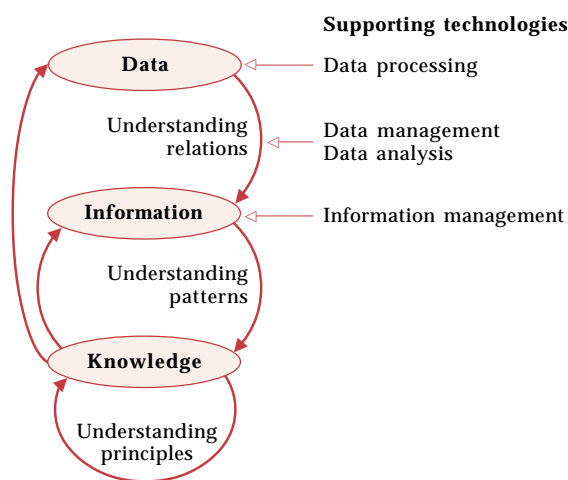 Supporting technologies
Data
Data processing
Understanding
relations
Data management
Data analysis
Information
Information management
Understanding
patterns
Knowledge
Understanding
principles